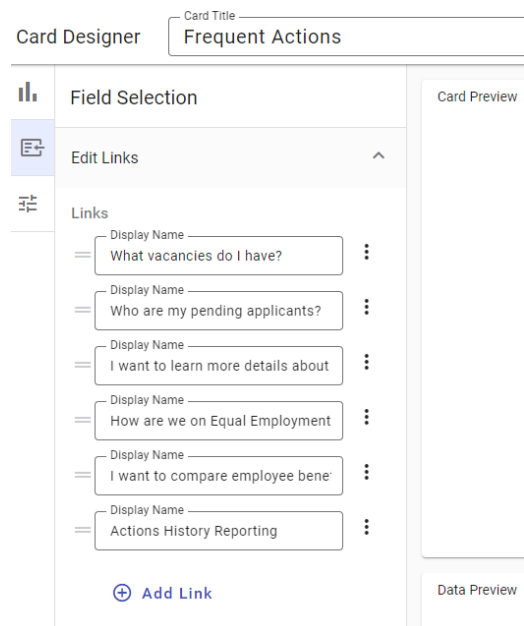 Card Title
Card Designer
Frequent Actions
Field Selection
Card Preview
Edit Links
Links
Display Name
What vacancies do I have?
Display Name
Who are my pending applicants?
Display Name
I want to learn more details about
Display Name
How are we on Equal Employment
Display Name
I want to compare employee bene
Display Name
Actions History Reporting
Add Link
Data Preview